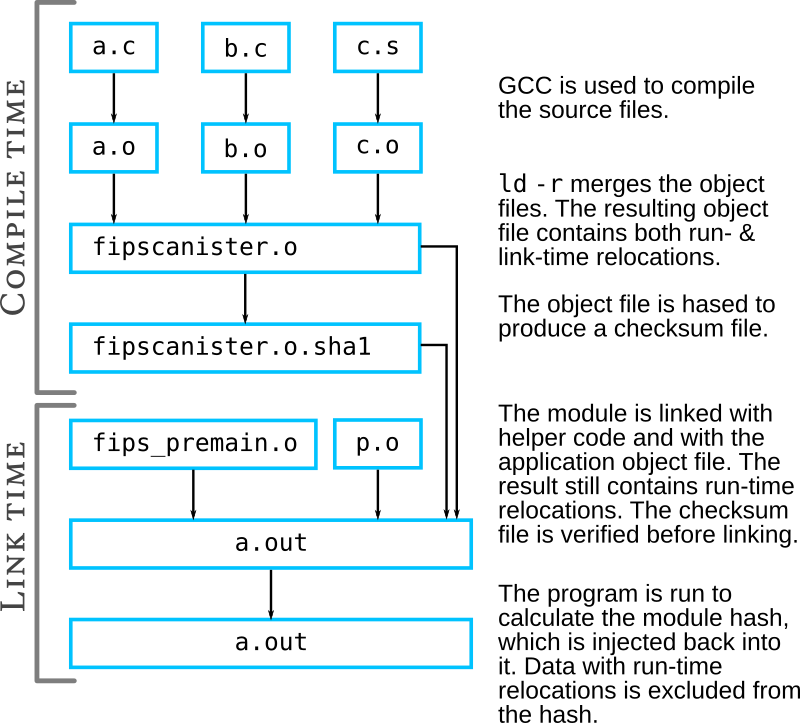 COMPILE TIME
a.c
b.c
c.s
GCC is used to compile
the source files.
a.o
b.o
c.o
ld -r merges the object
files. The resulting object
file contains both run- &
link-time relocations.
fipscanister.o
The object file is hased to
produce a checksum file.
fipscanister.o.sha1
LINK TIME
fips_premain.o
p.o
The module is linked with
helper code and with the
application object file. The
result still contains run-time
relocations. The checksum
file is verified before linking.
a.out
The program is run to
calculate the module hash,
which is injected back into
it. Data with run-time
relocations is excluded from
the hash.
a.out